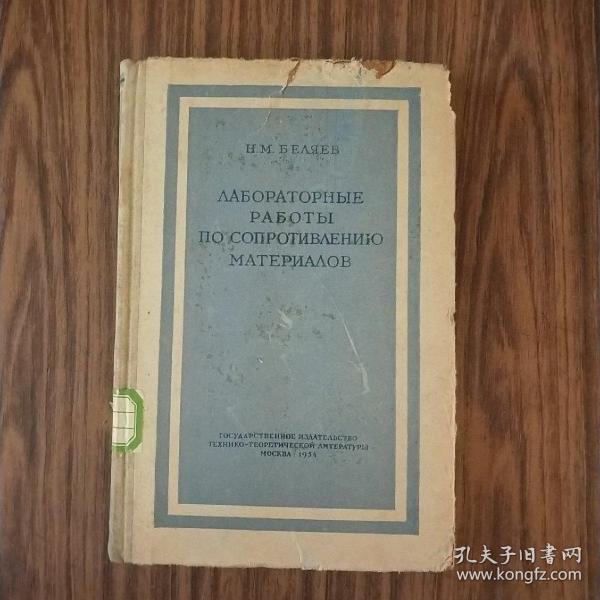 Н. М. БЕЛЯЕВ
ЛАБОРАТОРНЫЕ
РАБОТЫ
ПО СОПРОТИВЛЕНИЮ
МАТЕРИАЛОВ
ГОСУДАРСТВЕННОЕ ИЗДАТЕЛЬСТВО
ТЕХНИКО-ТЕОРЕТИЧЕСКОЙ ЛИТЕРАТУРЫ
МОСКВА 1954
孔夫子旧书网
www.kongfz.com